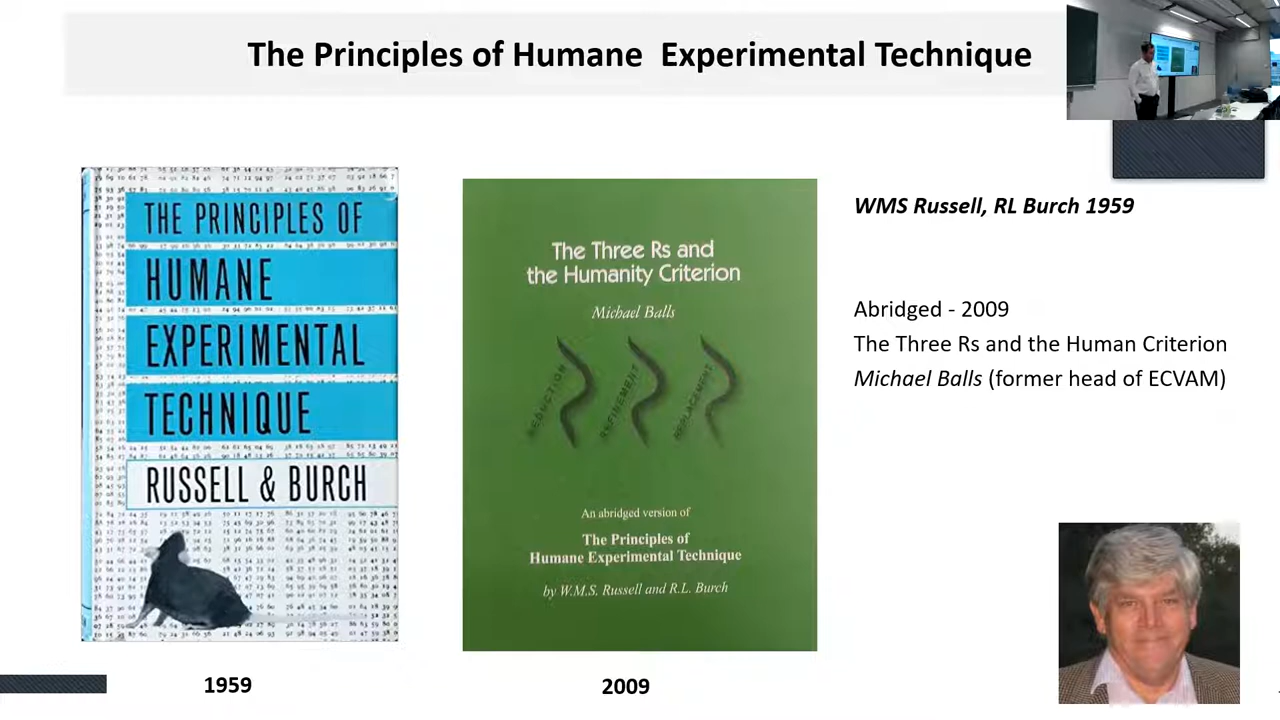 The Principles of Humane  Experimental Technique
THE PRINCIPLES OF
HUMANE
EXPERIMENTAL
TECHNIQUE
RUSSELL & BURCH
1959
The Three Rs and
the Humanity Criterion
Michael Balls
REDUCTION
REFINEMENT
REPLACEMENT
An abridged version of
The Principles of
Humane Experimental Technique
by W.M.S. Russell and R.L. Burch
2009
WMS Russell, RL Burch 1959
Abridged - 2009
The Three Rs and the Human Criterion
Michael Balls (former head of ECVAM)